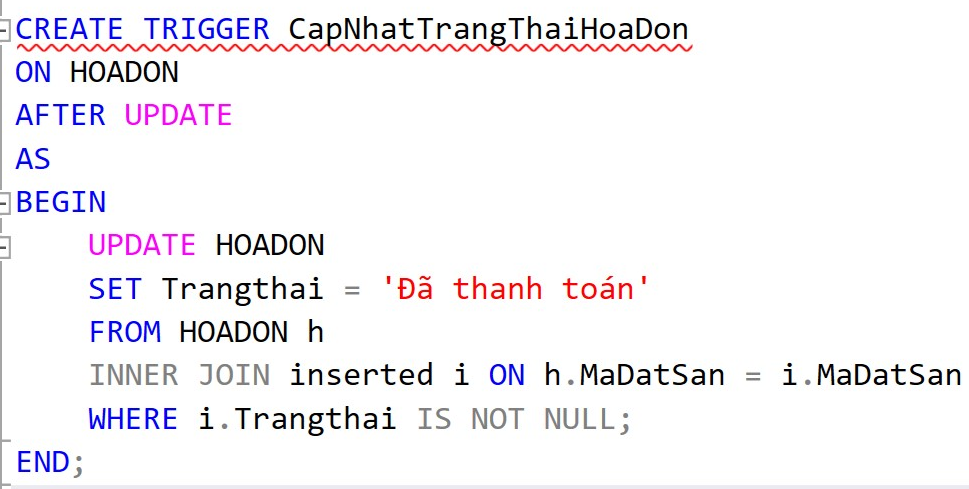 CREATE TRIGGER CapNhatTrangThaiHoaDon
ON HOADON
AFTER UPDATE
AS
BEGIN
    UPDATE HOADON
    SET Trangthai = 'Đã thanh toán'
    FROM HOADON h
    INNER JOIN inserted i ON h.MaDatSan = i.MaDatSan
    WHERE i.Trangthai IS NOT NULL;
END;